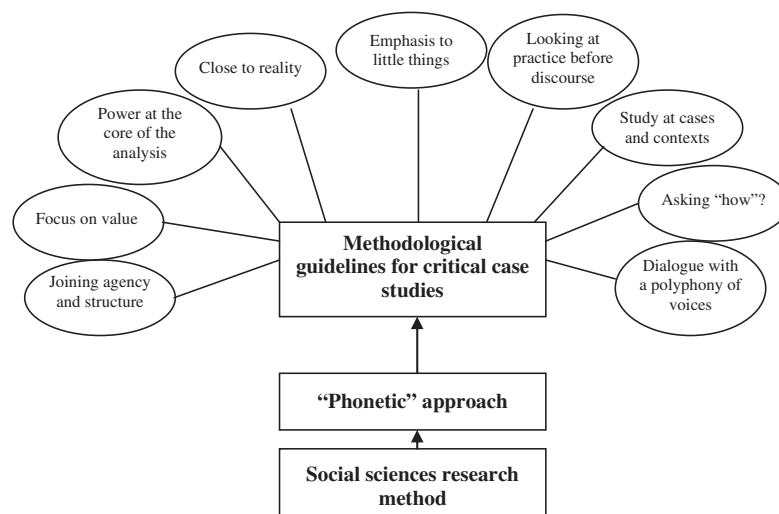 Emphasis to
little things
Looking at
practice before
discourse
Close to reality
Power at the
core of the
analysis
Study at cases
and contexts
Focus on value
Asking “how”?
Joining agency
and structure
Dialogue with
a polyphony of
voices
Methodological
guidelines for critical case
studies
“Phonetic” approach
Social sciences research
method